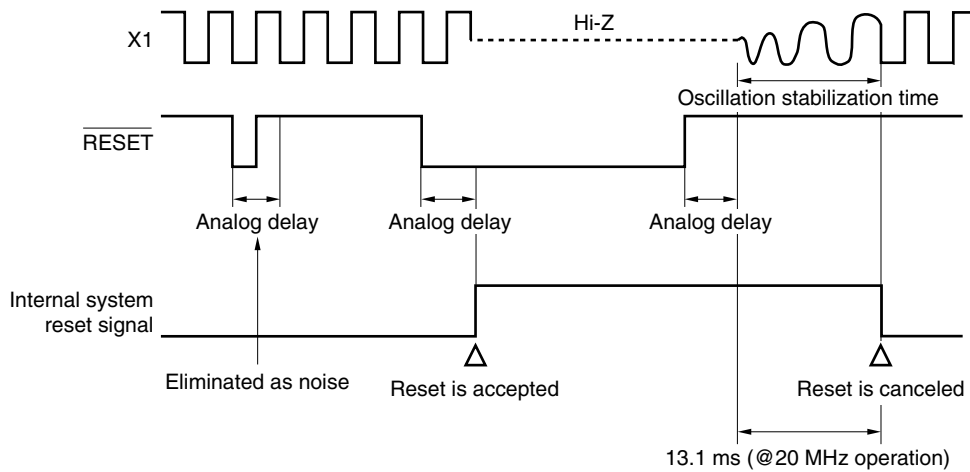 X1
Hi-Z
Oscillation stabilization time
RESET
Analog delay
Analog delay
Analog delay
Internal system
reset signal
Eliminated as noise
Reset is accepted
Reset is canceled
13.1 ms (@20 MHz operation)